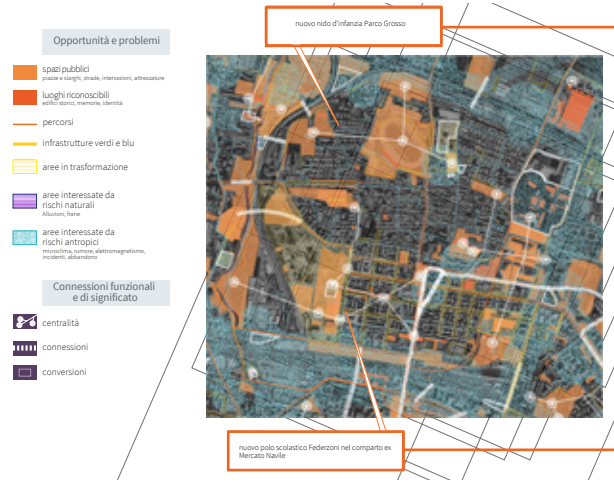 nuovo nido d'infanzia Parco Grosso
Opportunità e problemi
spazi pubblici
piazze e slarghi, strade, intersezioni, attrezzature
luoghi riconoscibili
edifici storici, memorie, identità
percorsi
infrastrutture verdi e blu
aree in trasformazione
aree interessate da
rischi naturali
Alluvioni, frane
aree interessate da
rischi antropici
microclima, rumore, elettromagnetismo,
incidenti, abbandono
Connessioni funzionali
e di significato
centralità
connessioni
conversioni
nuovo polo scolastico Federzoni nel comparto ex
Mercato Navile